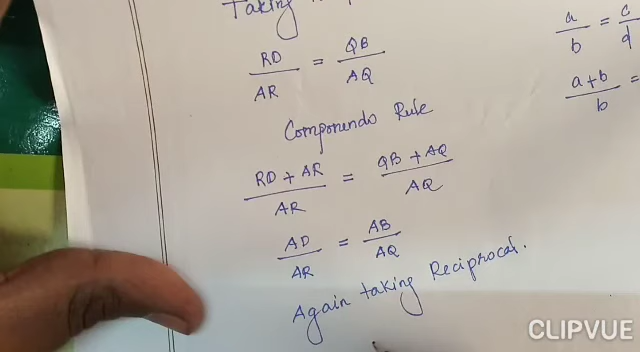 Taking
RD/AR = QB/AQ
Componendo Rule
RD + AR/AR = QB + AQ/AQ
AD/AR = AB/AQ
Again taking Reciprocal.
a/b = c/d
a+b/b =
CLIPVUE